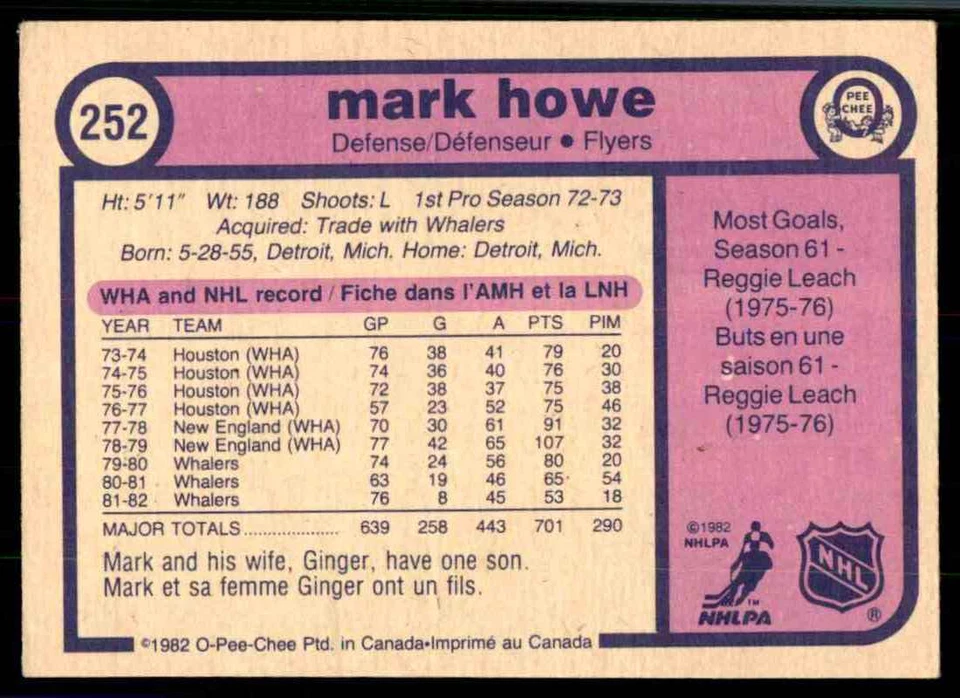 252
mark howe
PEE
CHEE
Defense/Défenseur • Flyers
Ht: 5'11" Wt: 188 Shoots: L 1st Pro Season 72-73
Acquired: Trade with Whalers
Born: 5-28-55, Detroit, Mich. Home: Detroit, Mich.
WHA and NHL record / Fiche dans l'AMH et la LNH
YEAR TEAM GP G A PTS PIM
73-74 Houston (WHA) 76 38 41 79 20
74-75 Houston (WHA) 74 36 40 76 30
75-76 Houston (WHA) 72 38 37 75 38
76-77 Houston (WHA) 57 23 52 75 46
77-78 New England (WHA) 70 30 61 91 32
78-79 New England (WHA) 77 42 65 107 32
79-80 Whalers 74 24 56 80 20
80-81 Whalers 63 19 46 65 54
81-82 Whalers 76 8 45 53 18
MAJOR TOTALS.................... 639 258 443 701 290
Mark and his wife, Ginger, have one son.
Mark et sa femme Ginger ont un fils.
©1982 O-Pee-Chee Ptd. in Canada•Imprimé au Canada
Most Goals,
Season 61 -
Reggie Leach
(1975-76)
Buts en une
saison 61 -
Reggie Leach
(1975-76)
©1982
NHLPA
TM
NHLPA
NHL
®